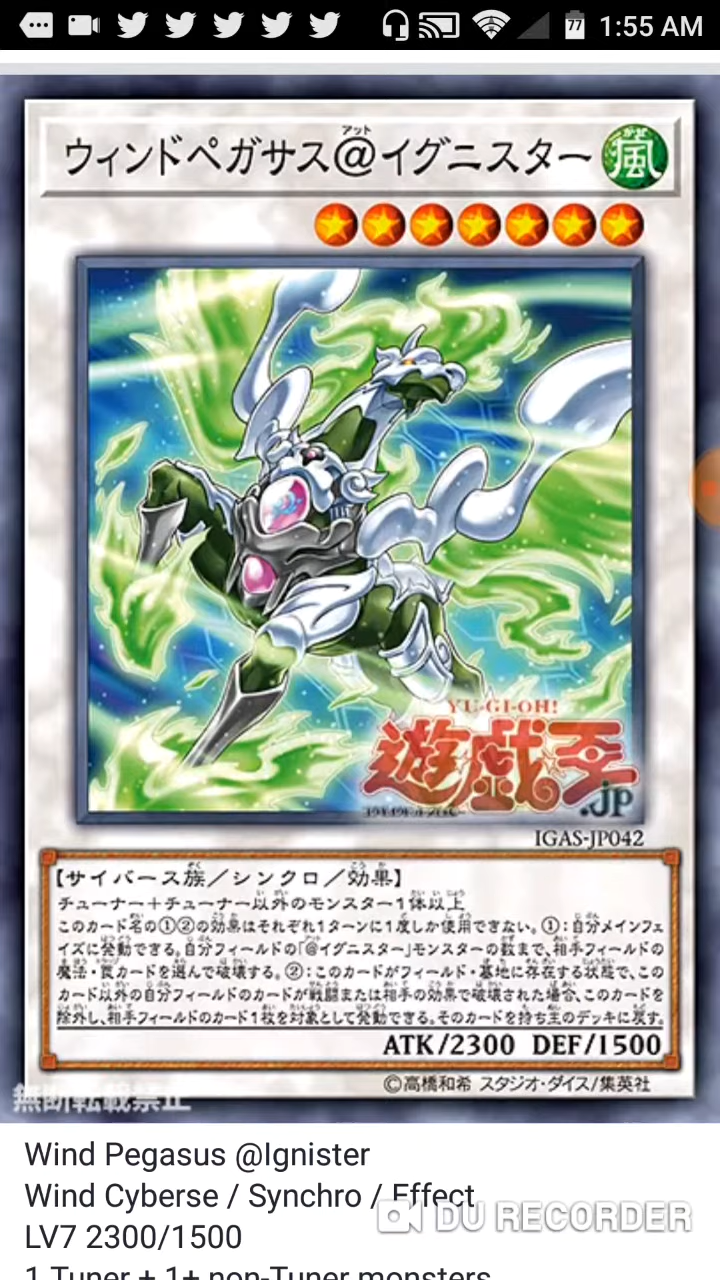 77 1:55 AM
ウィンドペガサス@イグニスター
アット
かぜ
風
YU-GI-OH!
遊戯王
.jp
IGAS-JP042
【サイバース族/シンクロ/効果】
チューナー+チューナー以外のモンスター1体以上
このカード名の①②の効果はそれぞれ1ターンに1度しか使用できない。①:自分メインフェ
イズに発動できる。自分フィールドの「@イグニスター」モンスターの数まで、相手フィールドの
魔法・罠カードを選んで破壊する。②:このカードがフィールド・墓地に存在する状態で、この
カード以外の自分フィールドのカードが戦闘または相手の効果で破壊された場合、このカードを
除外し、相手フィールドのカード1枚を対象として発動できる。そのカードを持ち主のデッキに戻す。
ATK/2300 DEF/1500
©高橋和希 スタジオ・ダイス/集英社
無断転載禁止
Wind Pegasus @Ignister
Wind Cyberse / Synchro / Effect
DU RECORDER
LV7 2300/1500
1 Tuner + 1+ non-Tuner monsters